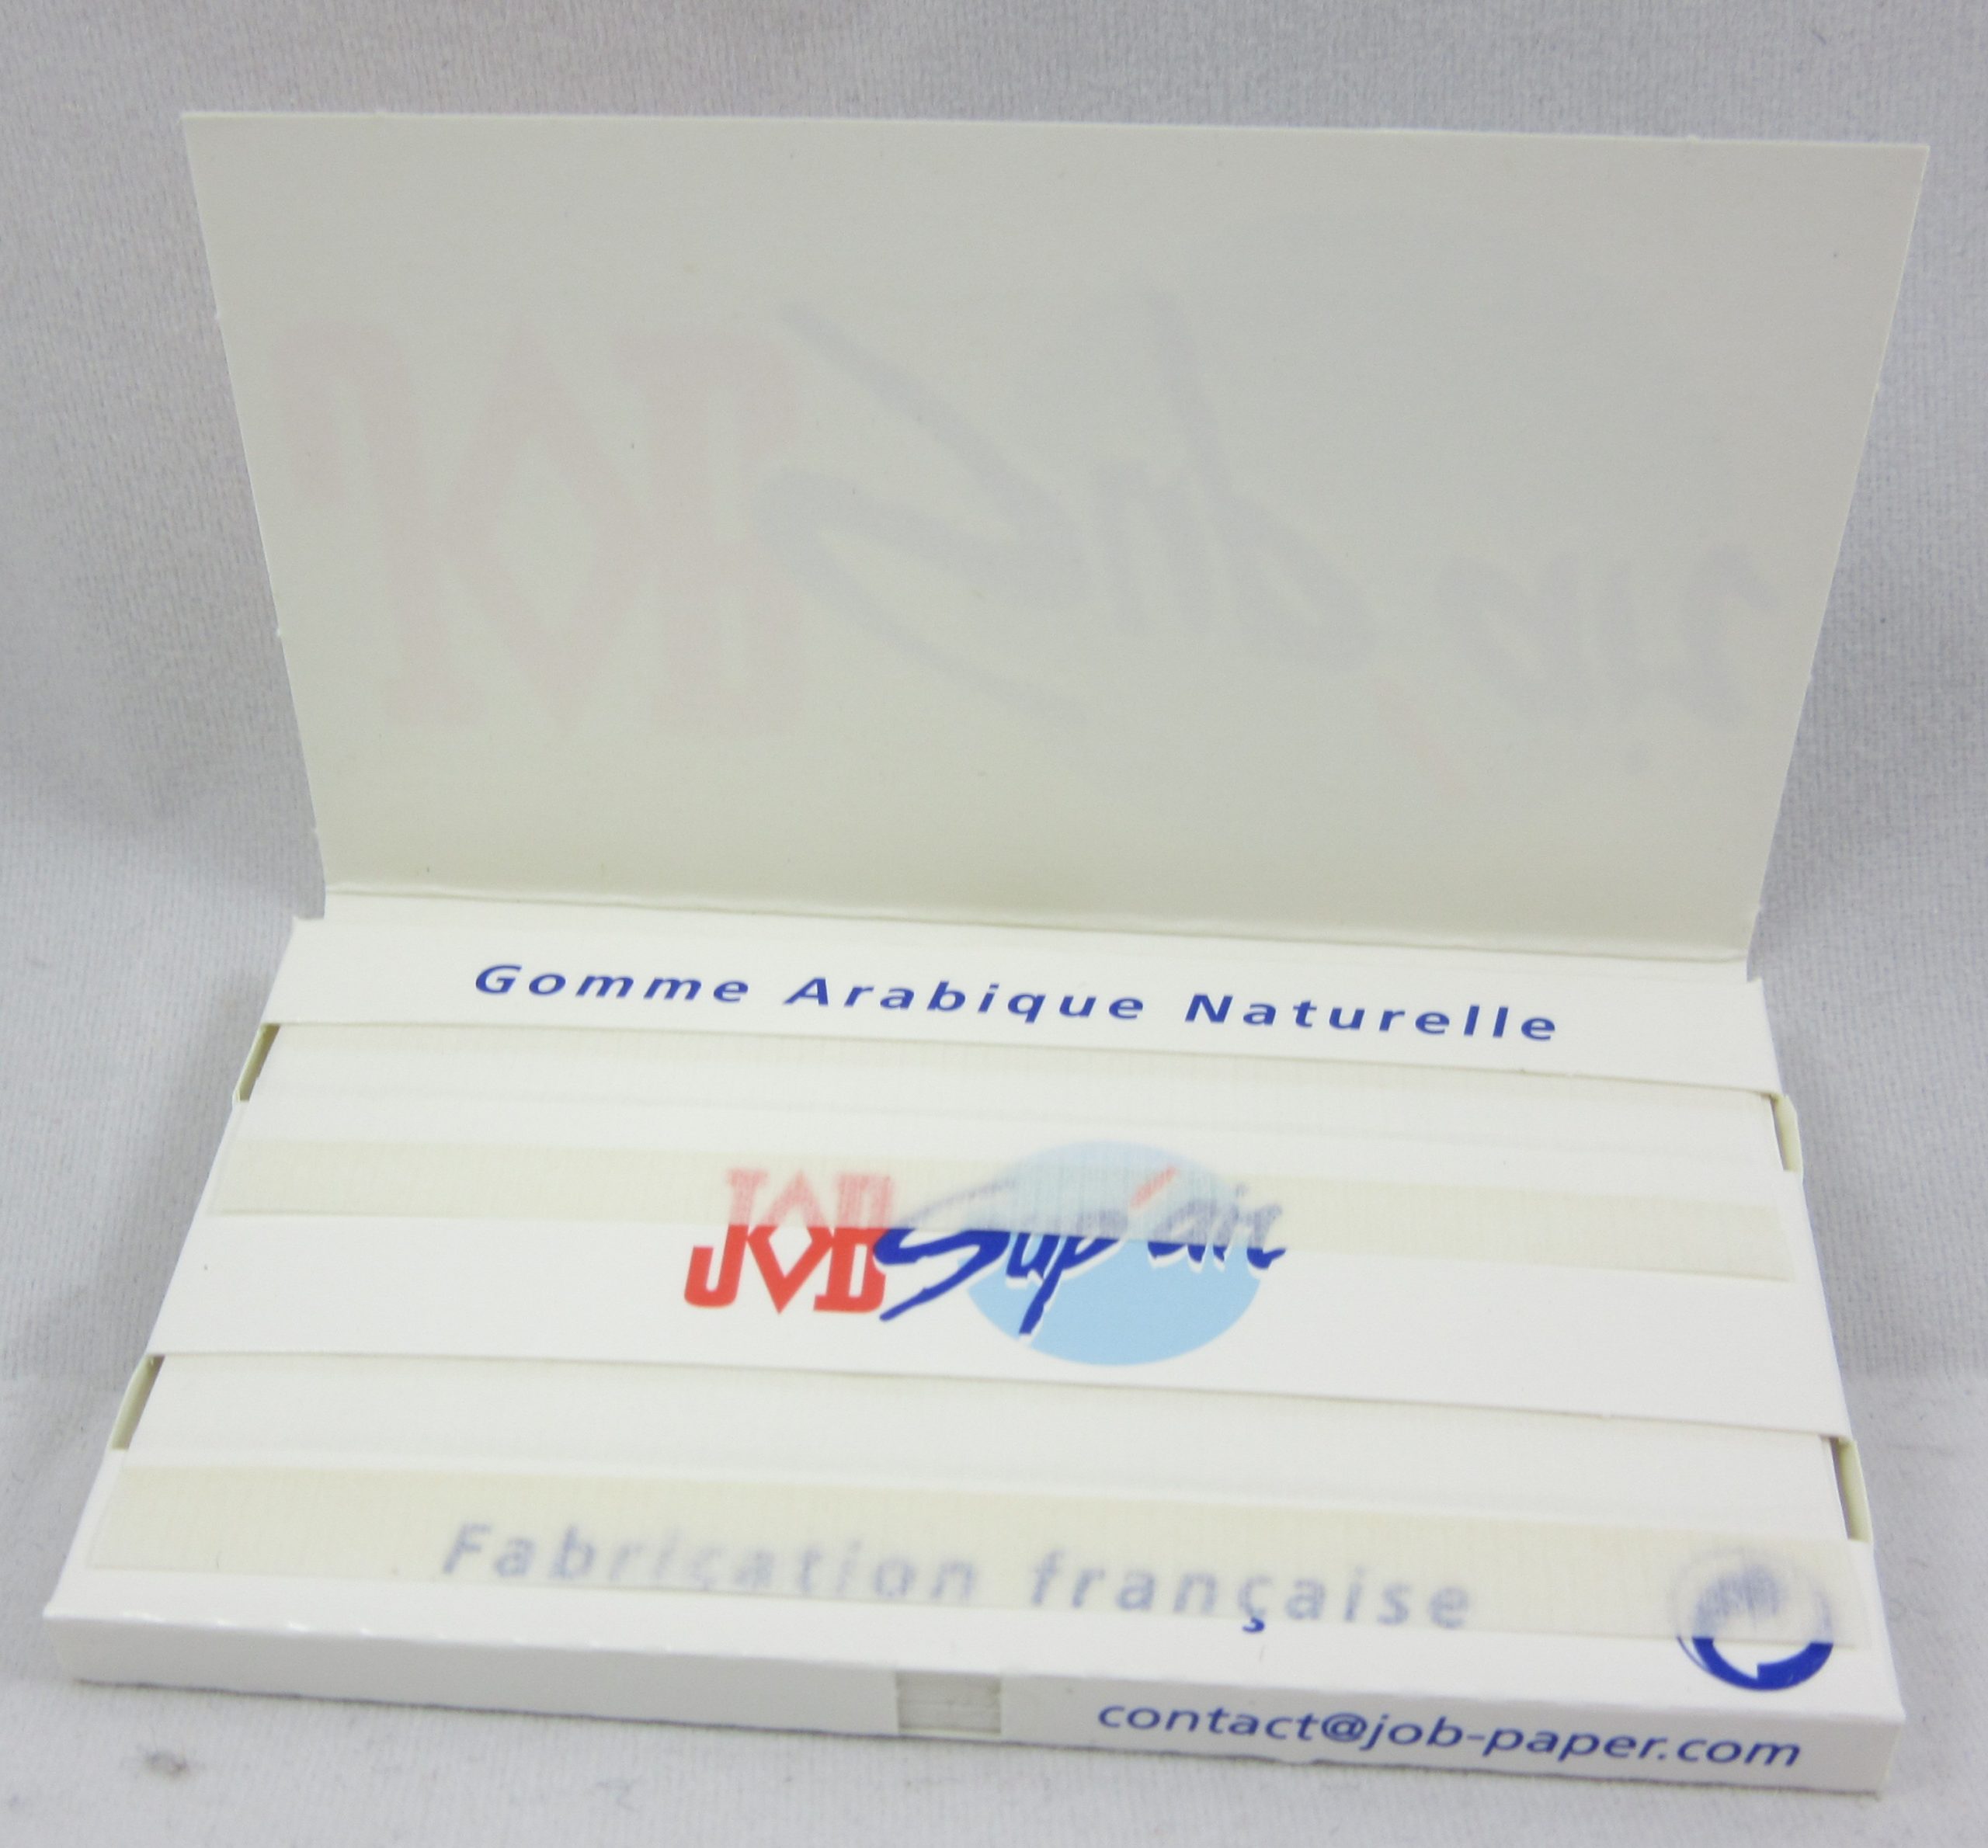 Gomme Arabique Naturelle
JOB Sup'air
Fabrication française
contact@job-paper.com